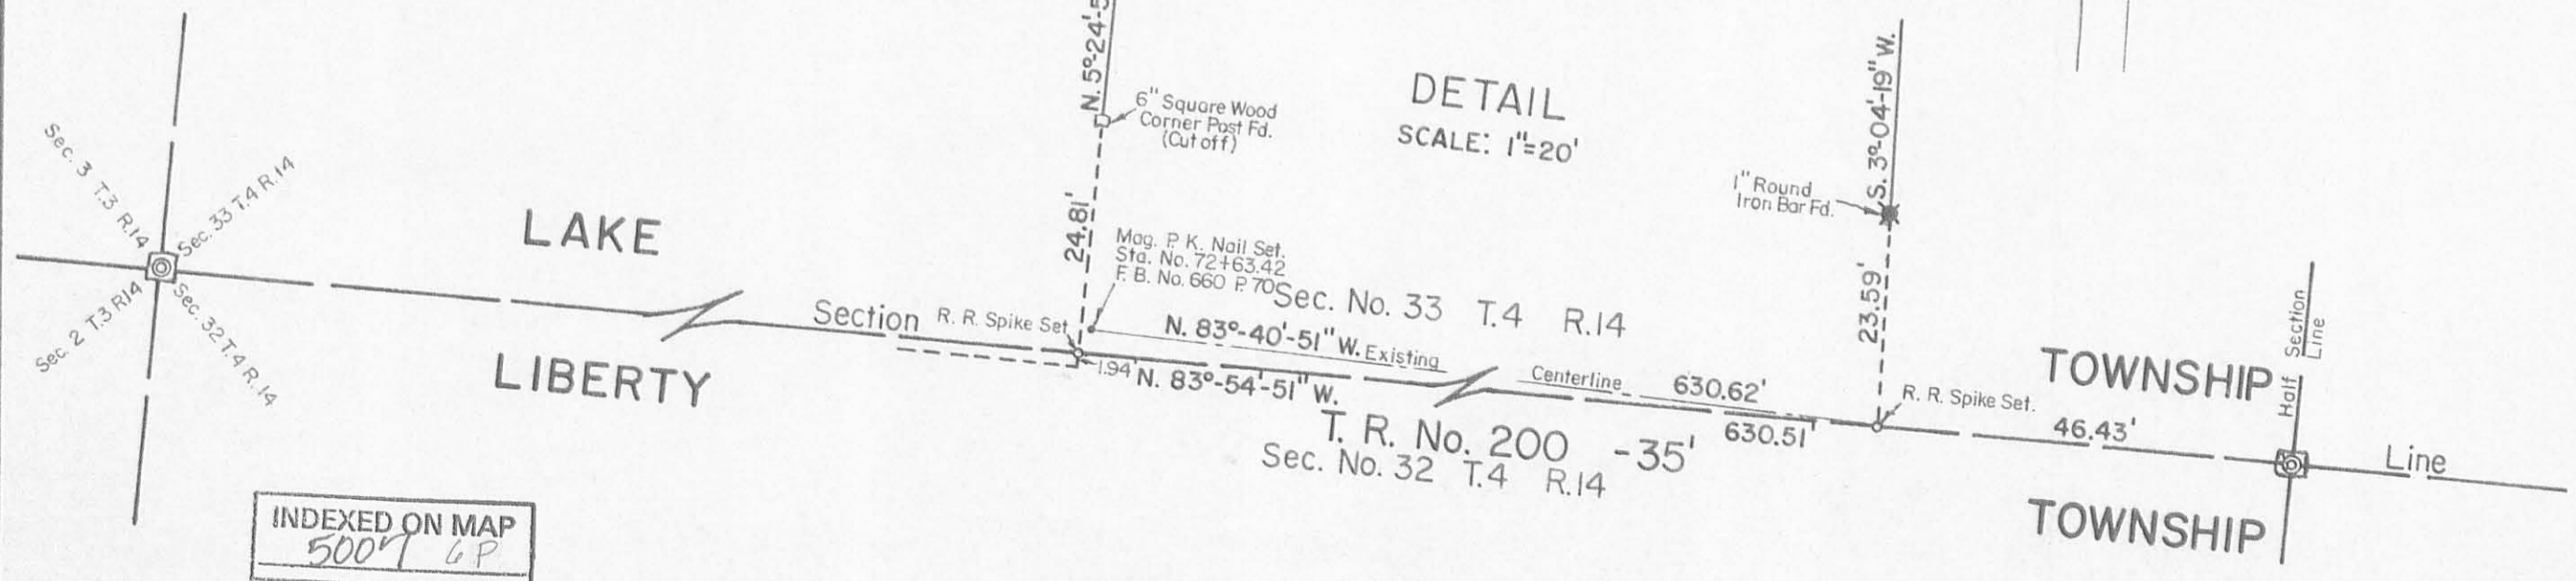 Sec. 3 T.3 R.14
Sec. 33 T.4 R.14
Sec. 2 T.3 R14
Sec. 32 T.4 R.14
LAKE
LIBERTY
N. 5°-24'-5
6" Square Wood
Corner Post Fd.
(Cut off)
24.81'
DETAIL
SCALE: 1"=20'
Mag. P. K. Nail Set.
Sta. No. 72+63.42
F. B. No. 660 P. 70
Section
R. R. Spike Set
Sec. No. 33 T.4 R.14
N. 83°-40'-51" W. Existing
Centerline
630.62'
1.94'
N. 83°-54'-51" W.
630.51'
T. R. No. 200 -35'
Sec. No. 32 T.4 R.14
S. 3°-04'-19" W.
1" Round
Iron Bar Fd.
23.59'
R. R. Spike Set.
46.43'
TOWNSHIP
TOWNSHIP
Half Section
Line
Line
INDEXED ON MAP
5007 6P